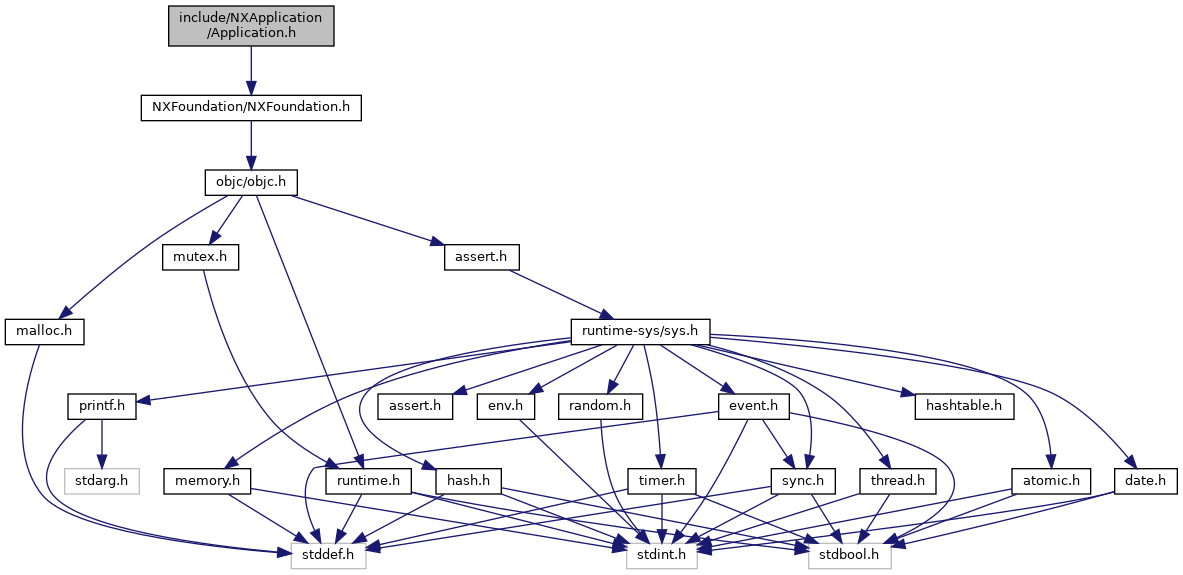 include/NXApplication
/Application.h
NXFoundation/NXFoundation.h
objc/objc.h
mutex.h
assert.h
malloc.h
runtime-sys/sys.h
printf.h
assert.h
env.h
random.h
event.h
hashtable.h
stdarg.h
memory.h
runtime.h
hash.h
timer.h
sync.h
thread.h
atomic.h
date.h
stddef.h
stdint.h
stdbool.h